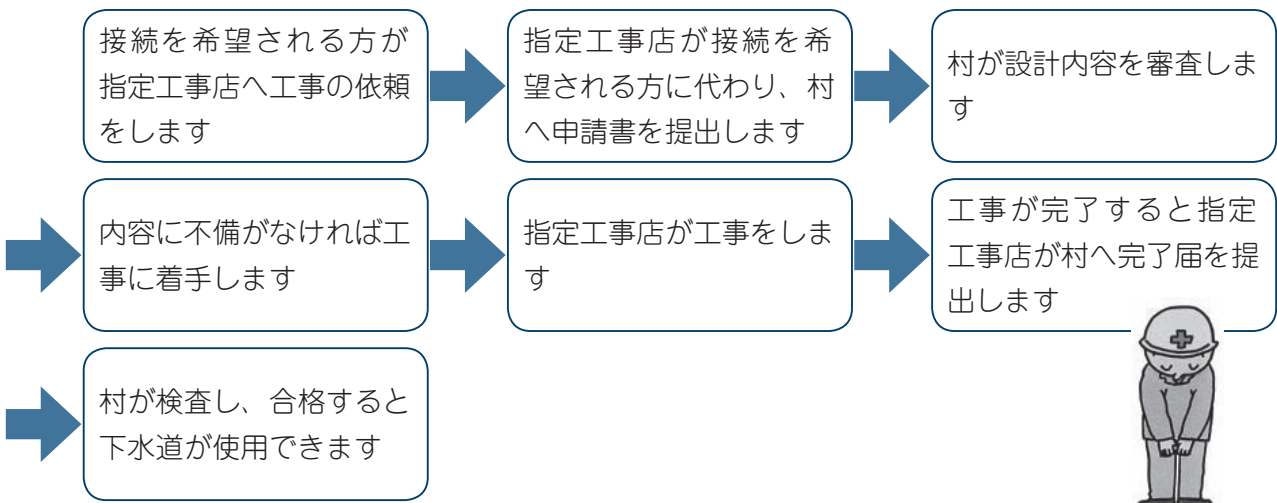 接続を希望される方が
指定工事店へ工事の依頼
をします
指定工事店が接続を希
望される方に代わり、村
へ申請書を提出します
村が設計内容を審査しま
す
内容に不備がなければ工
事に着手します
指定工事店が工事をしま
す
工事が完了すると指定
工事店が村へ完了届を提
出します
村が検査し、合格すると
下水道が使用できます